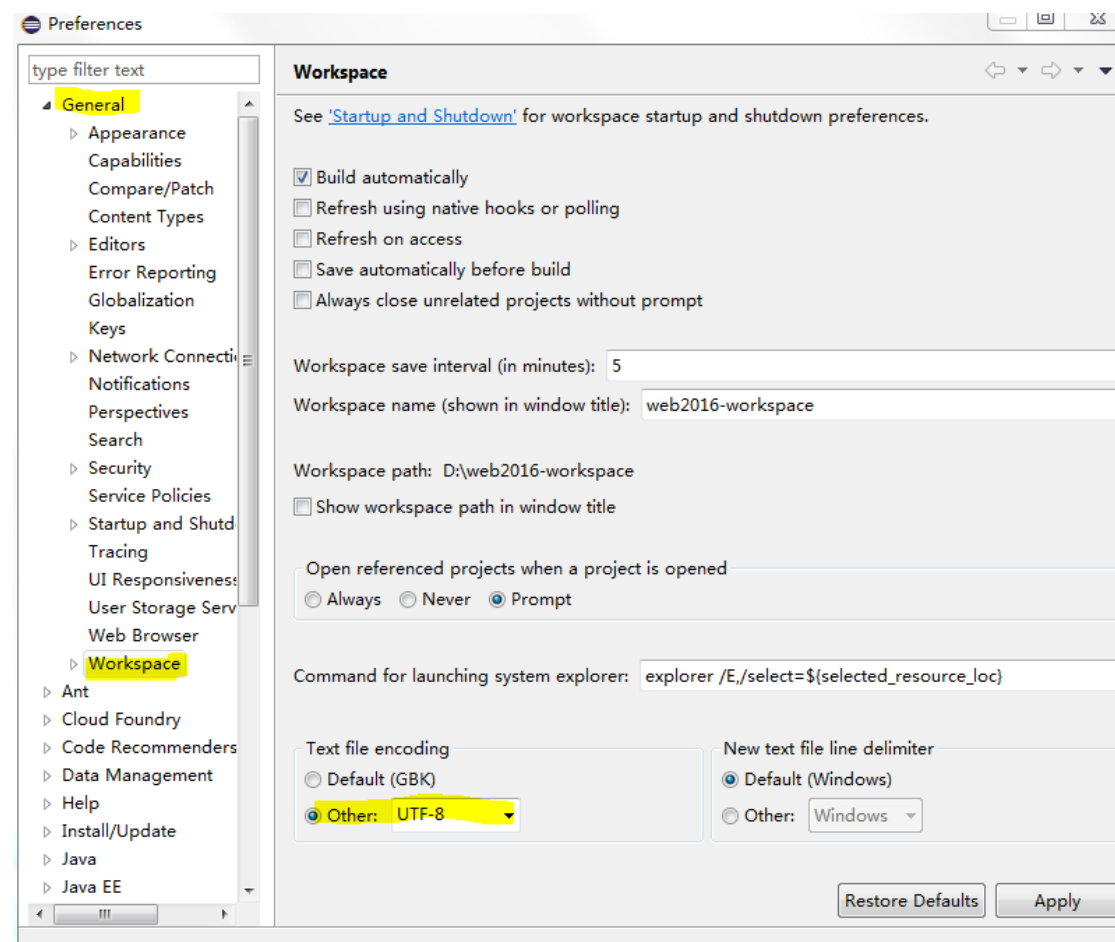 Preferences
type filter text
General
Appearance
Capabilities
Compare/Patch
Content Types
Editors
Error Reporting
Globalization
Keys
Network Connecti
Notifications
Perspectives
Search
Security
Service Policies
Startup and Shutd
Tracing
UI Responsiveness
User Storage Serv
Web Browser
Workspace
Ant
Cloud Foundry
Code Recommenders
Data Management
Help
Install/Update
Java
Java EE
Workspace
See 'Startup and Shutdown' for workspace startup and shutdown preferences.
Build automatically
Refresh using native hooks or polling
Refresh on access
Save automatically before build
Always close unrelated projects without prompt
Workspace save interval (in minutes): 5
Workspace name (shown in window title): web2016-workspace
Workspace path: D:\web2016-workspace
Show workspace path in window title
Open referenced projects when a project is opened
Always Never Prompt
Command for launching system explorer: explorer /E,/select=${selected_resource_loc}
Text file encoding
Default (GBK)
Other: UTF-8
New text file line delimiter
Default (Windows)
Other: Windows
Restore Defaults Apply